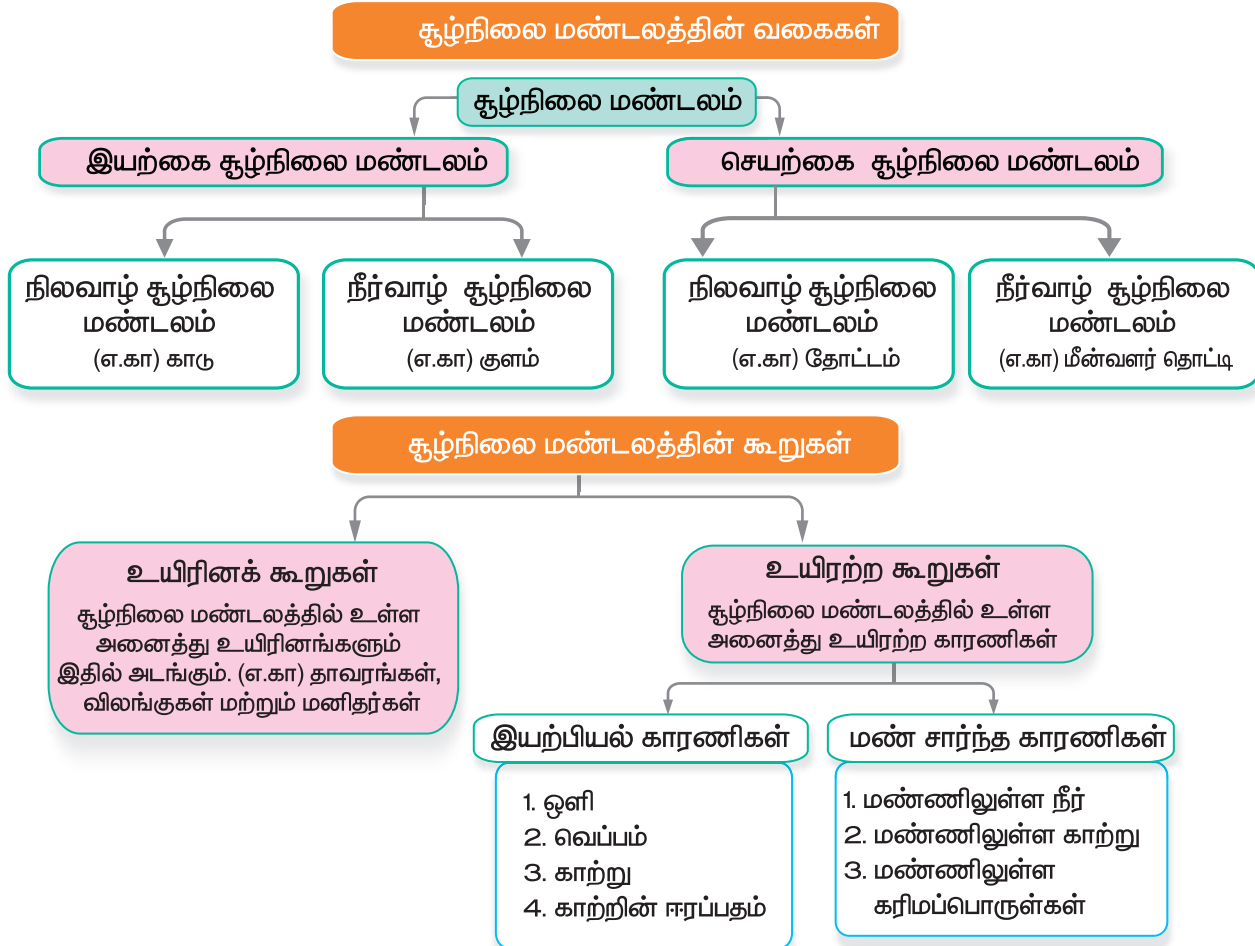 சூழ்நிலை மண்டலத்தின் வகைகள்
சூழ்நிலை மண்டலம்
இயற்கை சூழ்நிலை மண்டலம்
செயற்கை சூழ்நிலை மண்டலம்
நிலவாழ் சூழ்நிலை
மண்டலம்
(எ.கா) காடு
நீர்வாழ் சூழ்நிலை
மண்டலம்
(எ.கா) குளம்
நிலவாழ் சூழ்நிலை
மண்டலம்
(எ.கா) தோட்டம்
நீர்வாழ் சூழ்நிலை
மண்டலம்
(எ.கா) மீன்வளர் தொட்டி
சூழ்நிலை மண்டலத்தின் கூறுகள்
உயிரினக் கூறுகள்
சூழ்நிலை மண்டலத்தில் உள்ள
அனைத்து உயிரினங்களும்
இதில் அடங்கும். (எ.கா) தாவரங்கள்,
விலங்குகள் மற்றும் மனிதர்கள்
உயிரற்ற கூறுகள்
சூழ்நிலை மண்டலத்தில் உள்ள
அனைத்து உயிரற்ற காரணிகள்
இயற்பியல் காரணிகள்
1. ஒளி
2. வெப்பம்
3. காற்று
4. காற்றின் ஈரப்பதம்
மண் சார்ந்த காரணிகள்
1. மண்ணிலுள்ள நீர்
2. மண்ணிலுள்ள காற்று
3. மண்ணிலுள்ள
கரிமப்பொருள்கள்